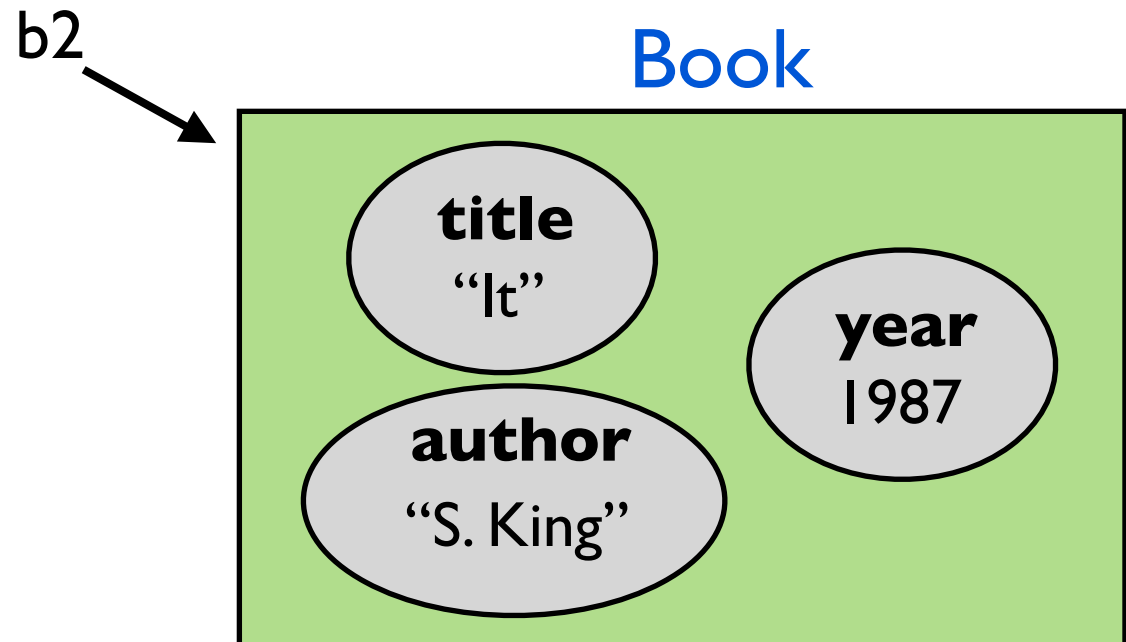 b2
Book
title
“It”
author
“S. King”
year
1987